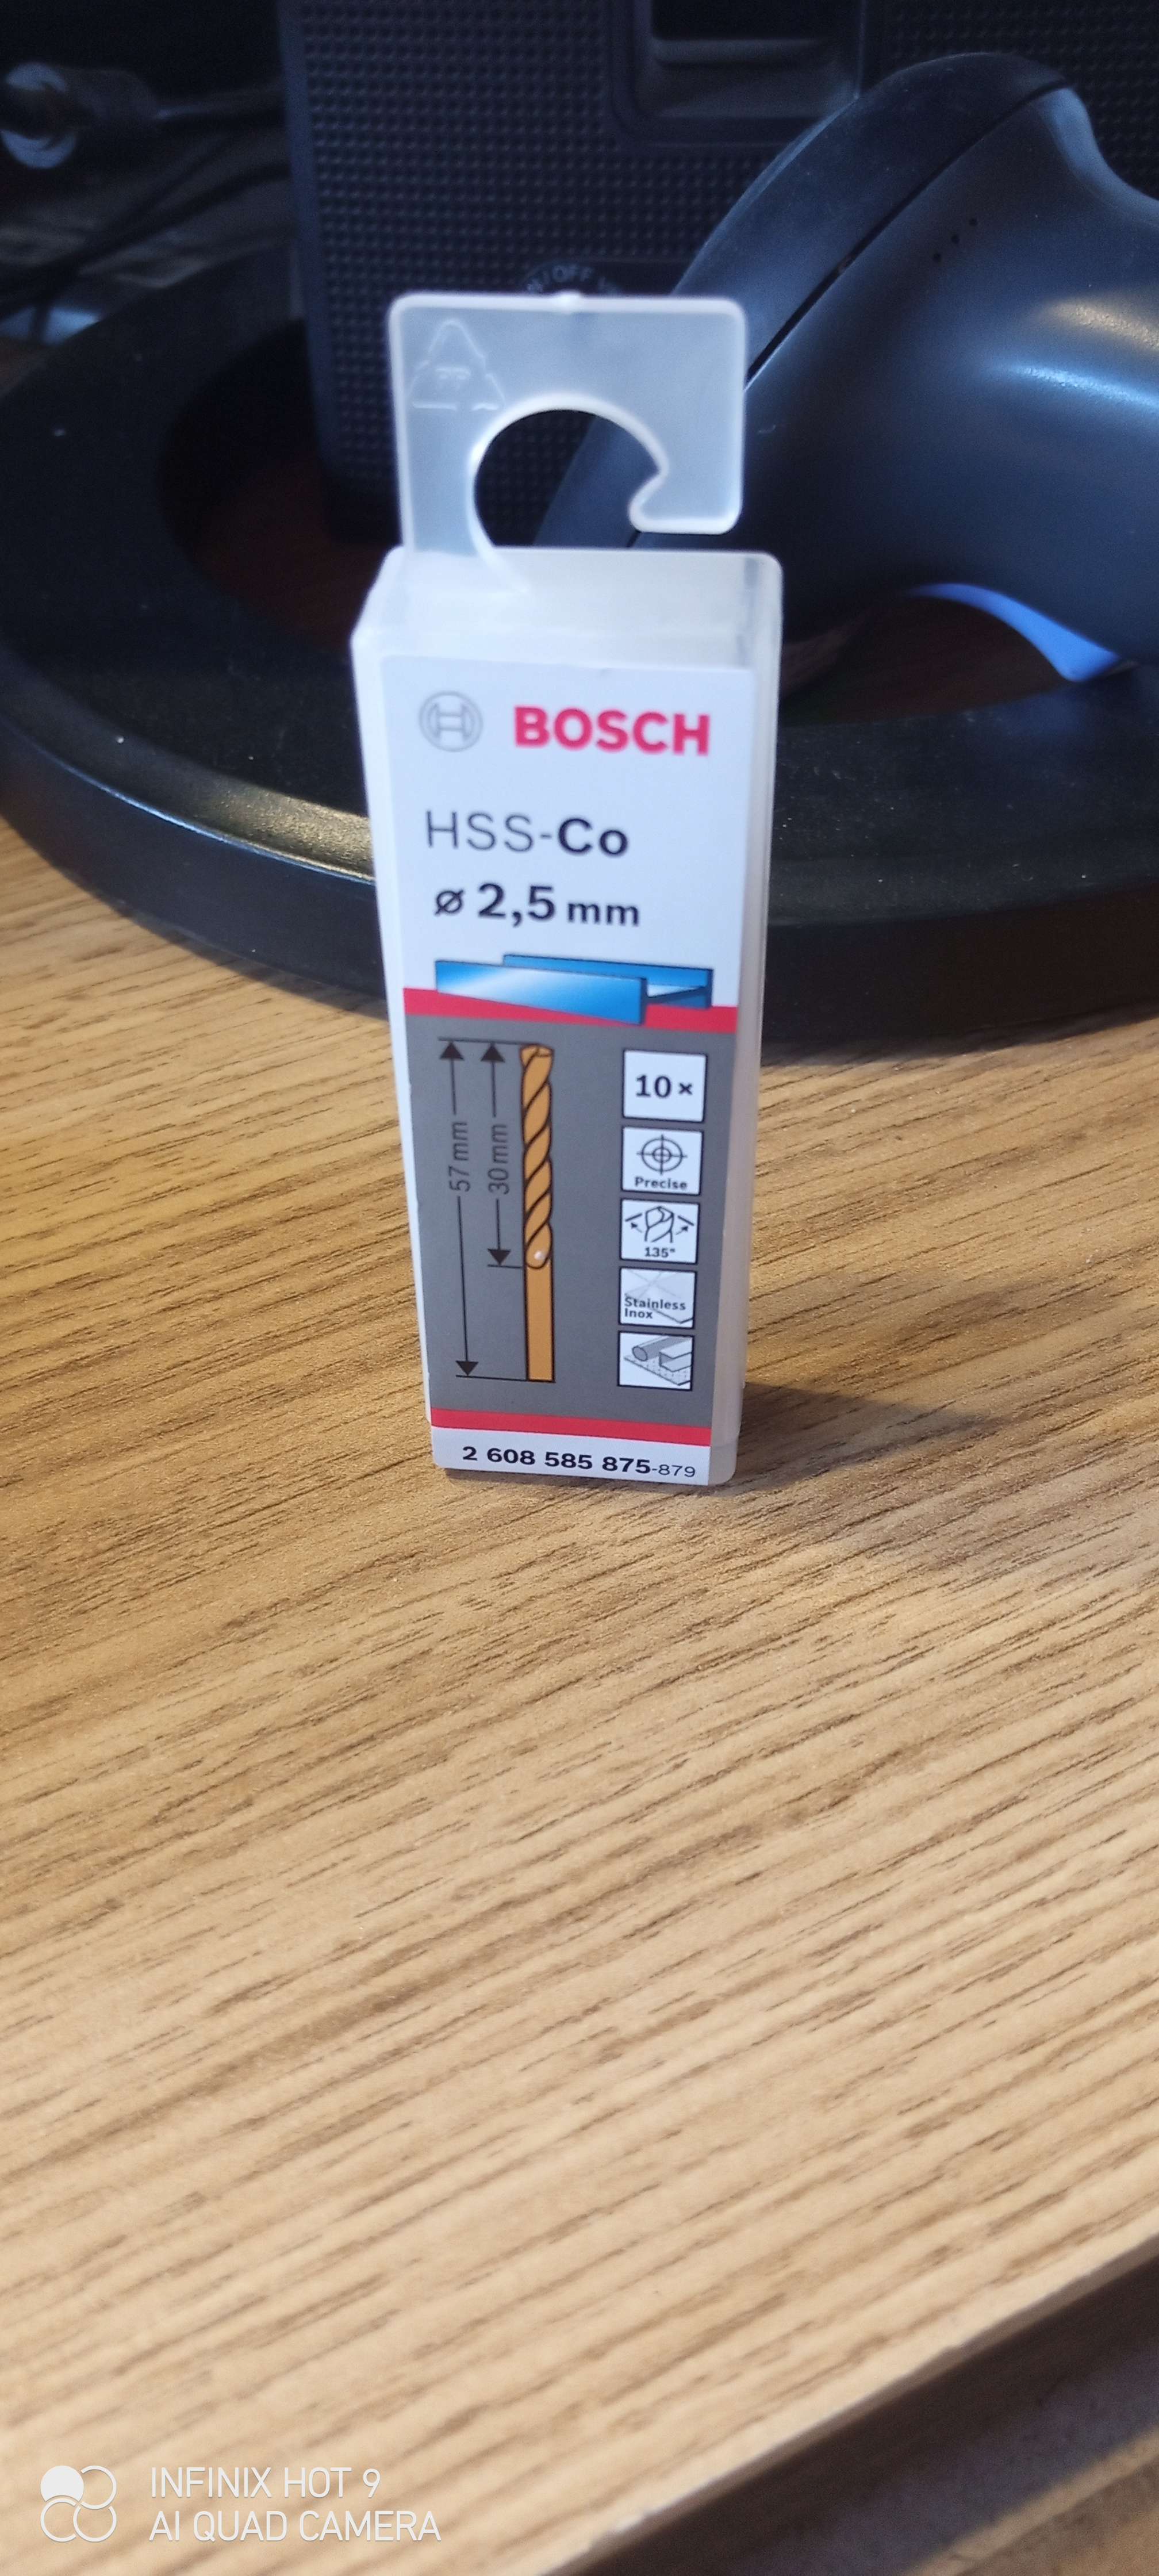 BOSCH
HSS-Co
ø 2,5 mm
57 mm
30 mm
10 x
Precise
135°
Stainless
Inox
2 608 585 875-879
INFINIX HOT 9
AI QUAD CAMERA